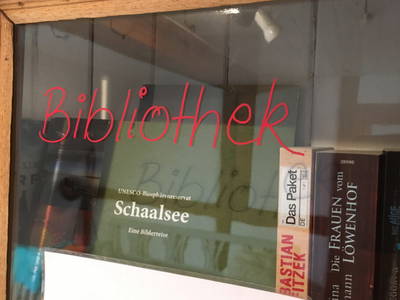 Bibliothek
UNESCO-Biosphärenreservat
Schaalsee
Eine Bilderreise
BASTIAN
FITZEK
Das Paket
Die FRAUEN vom
LÖWENHOF